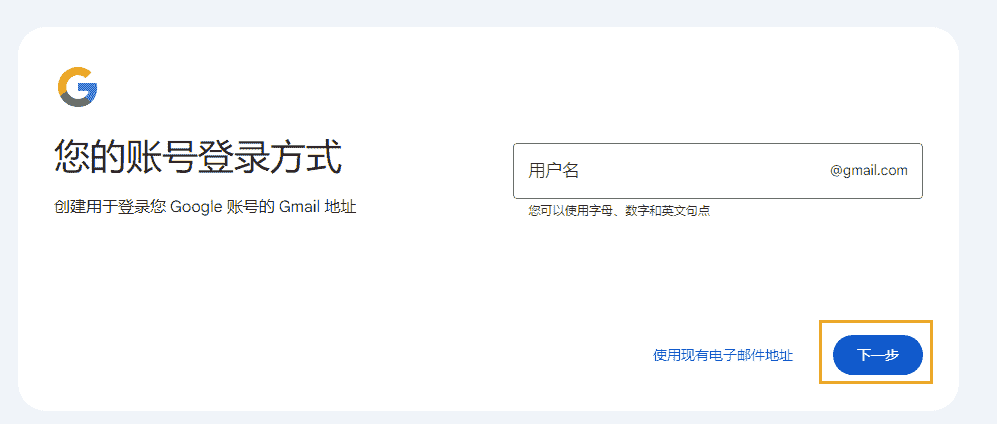 您的账号登录方式
创建用于登录您 Google 账号的 Gmail 地址
用户名
@gmail.com
您可以使用字母、数字和英文句点
使用现有电子邮件地址
下一步